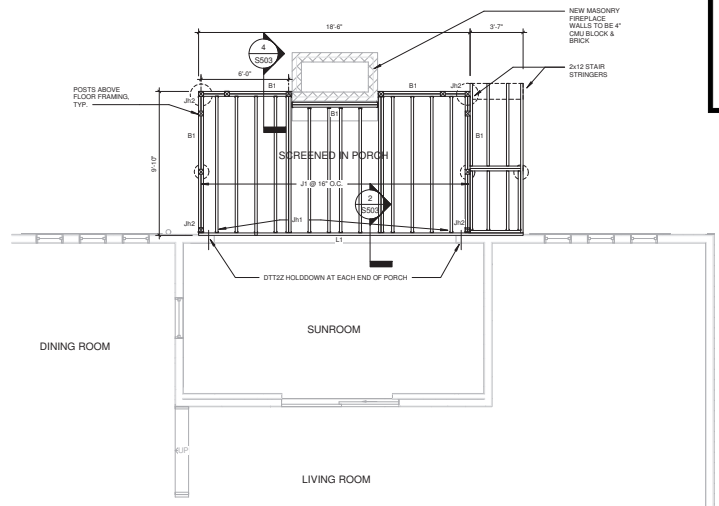 NEW MASONRY
FIREPLACE
WALLS TO BE 4"
CMU BLOCK &
BRICK
18'-6"
3'-7"
4
S503
2x12 STAIR
STRINGERS
6'-0"
POSTS ABOVE
FLOOR FRAMING,
TYP.
B1
B1
Jh2
Jh2
B1
B1
B1
9'-10"
SCREENED IN PORCH
J1 @ 16" O.C.
2
S503
Jh1
Jh2
Jh2
L1
DTT2Z HOLDDOWN AT EACH END OF PORCH
SUNROOM
DINING ROOM
UP
LIVING ROOM